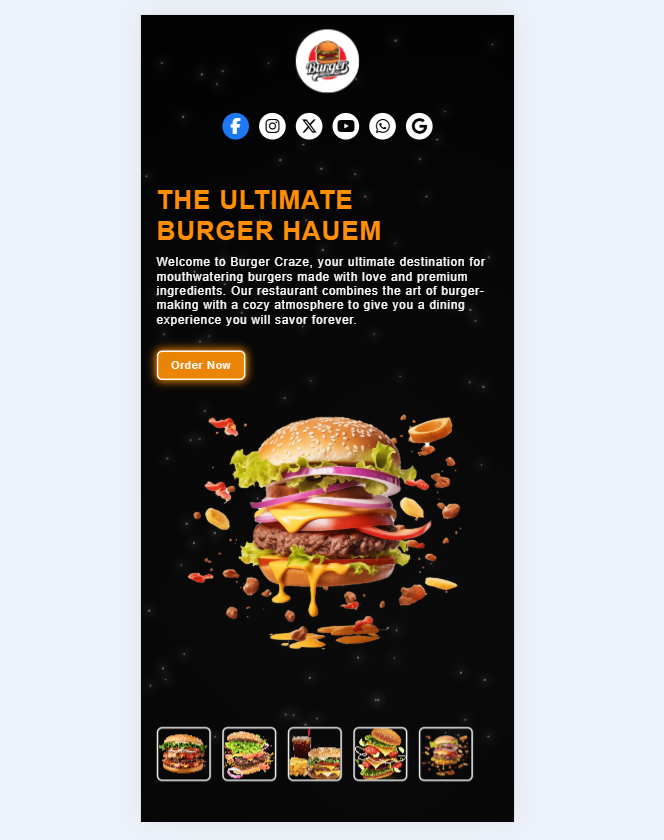 Burger
THE ULTIMATE
BURGER HAUEM
Welcome to Burger Craze, your ultimate destination for
mouthwatering burgers made with love and premium
ingredients. Our restaurant combines the art of burger-
making with a cozy atmosphere to give you a dining
experience you will savor forever.
Order Now